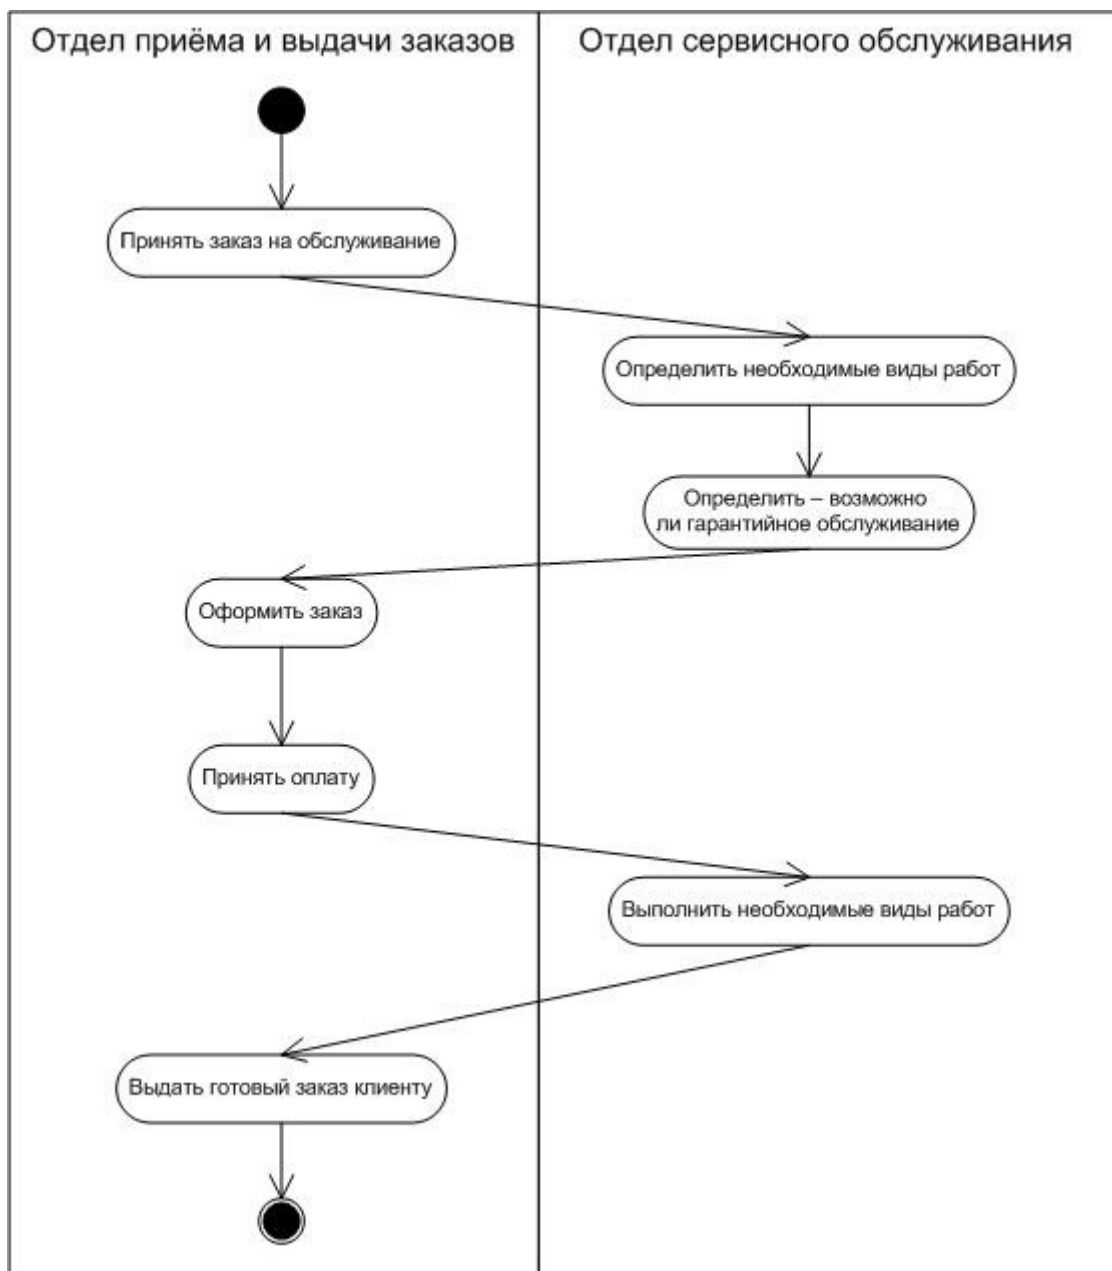 Отдел приёма и выдачи заказов
Отдел сервисного обслуживания
Принять заказ на обслуживание
Определить необходимые виды работ
Определить – возможно
ли гарантийное обслуживание
Оформить заказ
Принять оплату
Выполнить необходимые виды работ
Выдать готовый заказ клиенту